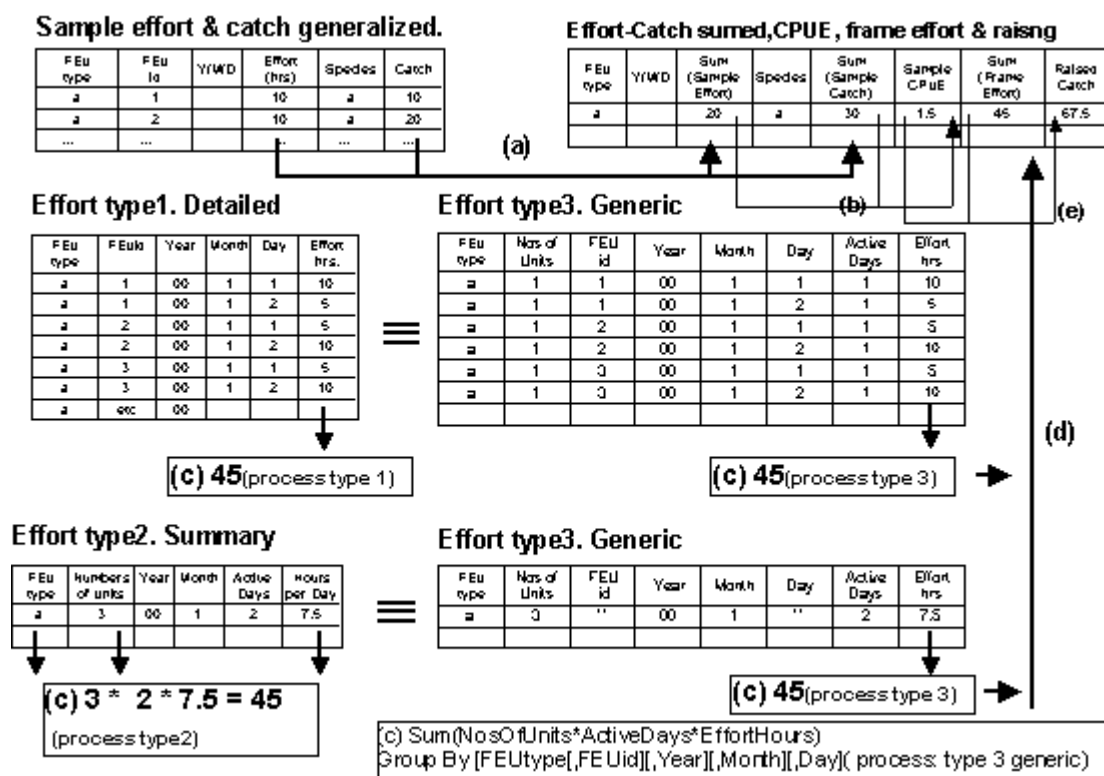 Sample effort & catch generalized.
FEu type FEu Id Y/M/D Effort (hrs) Species Catch
a 1 10 a 10
a 2 10 a 20
... ... ... ... ...
Effort-Catch sumed,CPUE, frame effort & raisng
FEu type Y/M/D Sum (Sample Effort) Species Sum (Sample Catch) Sample CPuE Sum (Frame Effort) Raised Catch
a 20 a 30 1.5 45 67.5
(a)
(b)
(e)
Effort type1. Detailed
FEu type FEuId Year Month Day Effort hrs.
a 1 00 1 1 10
a 1 00 1 2 5
a 2 00 1 1 5
a 2 00 1 2 10
a 3 00 1 1 5
a 3 00 1 2 10
a etc 00
(c) 45(process type 1)
≡
Effort type3. Generic
FEu type Nos of Units FEU id Year Month Day Active Days Effort hrs
a 1 1 00 1 1 1 10
a 1 1 00 1 2 1 5
a 1 2 00 1 1 1 5
a 1 2 00 1 2 1 10
a 1 3 00 1 1 1 5
a 1 3 00 1 2 1 10
(c) 45(process type 3)
(d)
Effort type2. Summary
FEu type Numbers of units Year Month Active Days Hours per Day
a 3 00 1 2 7.5
(c) 3 * 2 * 7.5 = 45
(process type2)
≡
Effort type3. Generic
FEu type Nos of Units FEU id Year Month Day Active Days Effort hrs
a 3 " 00 1 " 2 7.5
(c) 45(process type 3)
(c) Sum(NosOfUnits*ActiveDays*EffortHours)
Group By [FEUtype[,FEUid][,Year][,Month][,Day]( process: type 3 generic)